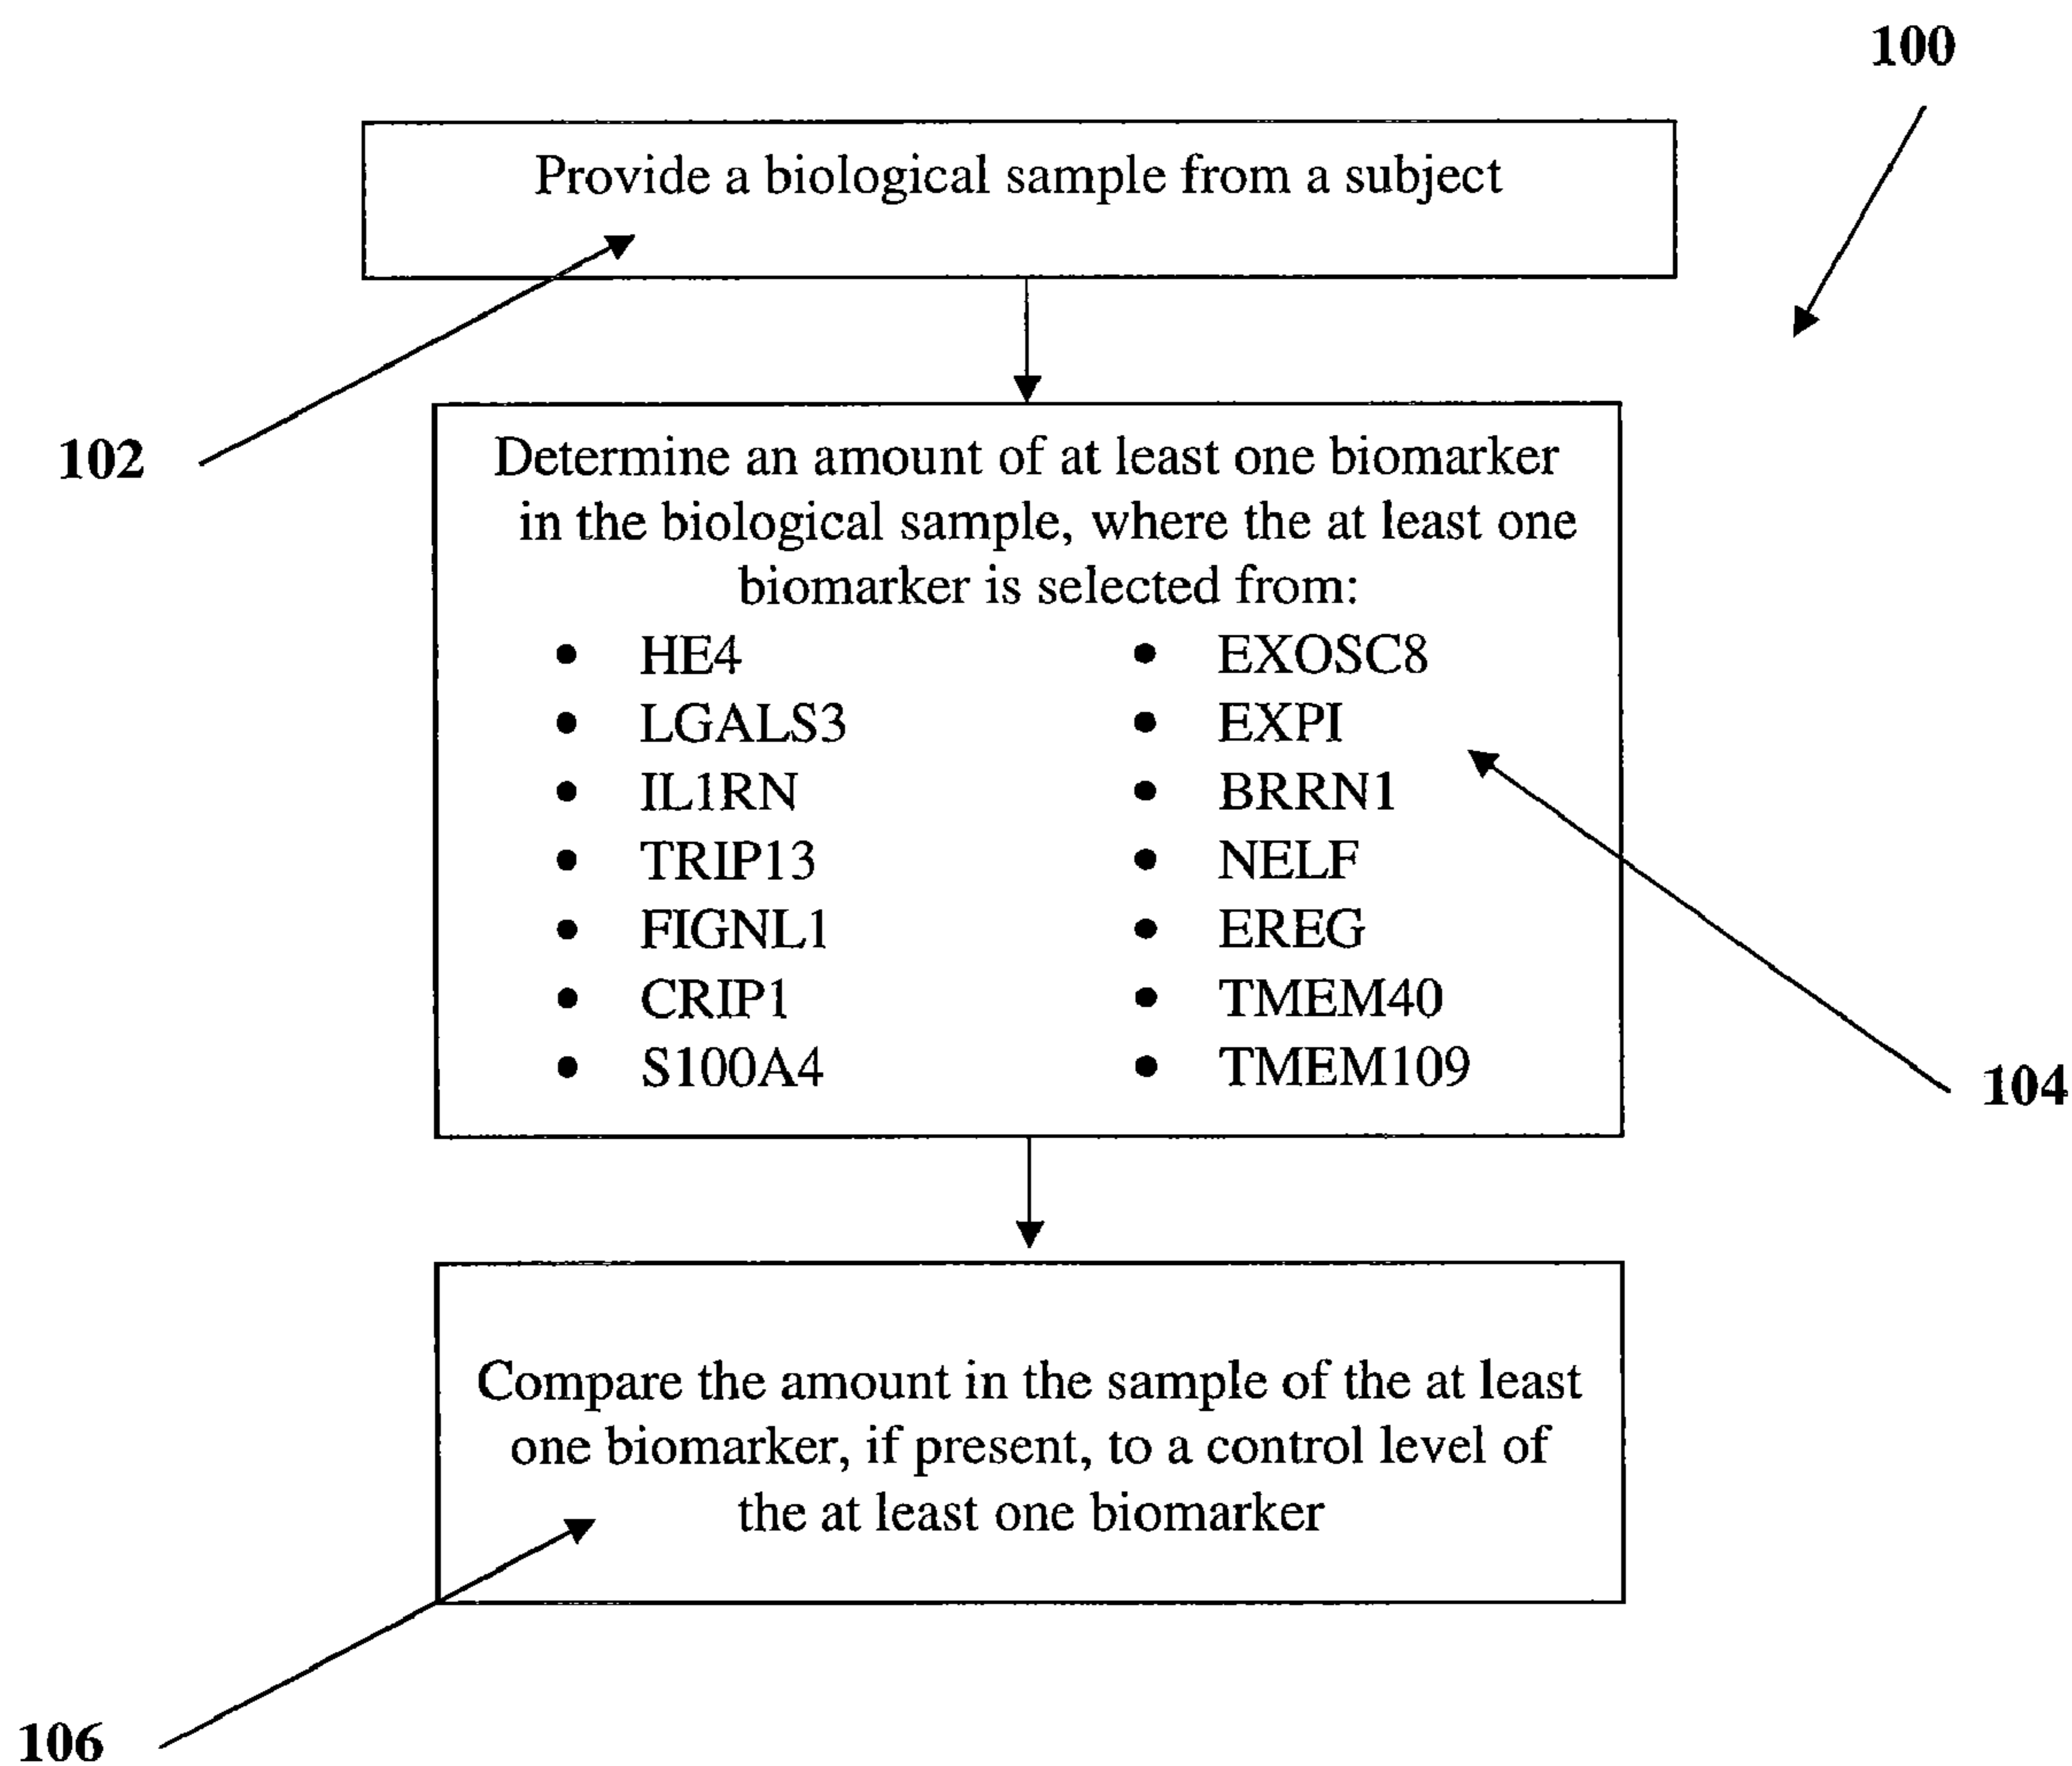 100
Provide a biological sample from a subject
102
Determine an amount of at least one biomarker
in the biological sample, where the at least one
biomarker is selected from:
• HE4
• LGALS3
• IL1RN
• TRIP13
• FIGNL1
• CRIP1
• S100A4
• EXOSC8
• EXPI
• BRRN1
• NELF
• EREG
• TMEM40
• TMEM109
104
Compare the amount in the sample of the at least
one biomarker, if present, to a control level of
the at least one biomarker
106